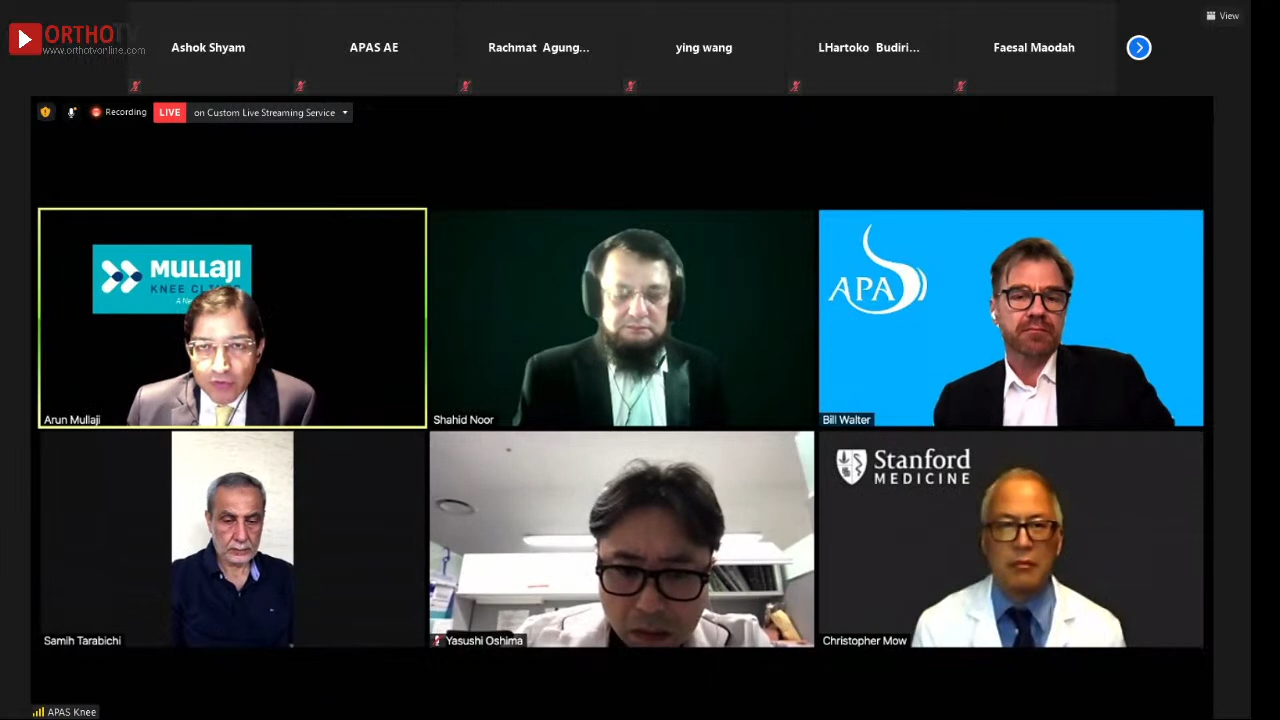 ORTHOTV
www.orthotvonline.com
Ashok Shyam
APAS AE
Rachmat Agung...
ying wang
LHartoko Budiri...
Faesal Maodah
View
Recording
LIVE
on Custom Live Streaming Service
MULLAJI
KNEE CLINIC
Arun Mullaji
Shahid Noor
APAS
Bill Walter
Samih Tarabichi
Yasushi Oshima
Stanford
MEDICINE
Christopher Mow
APAS Knee